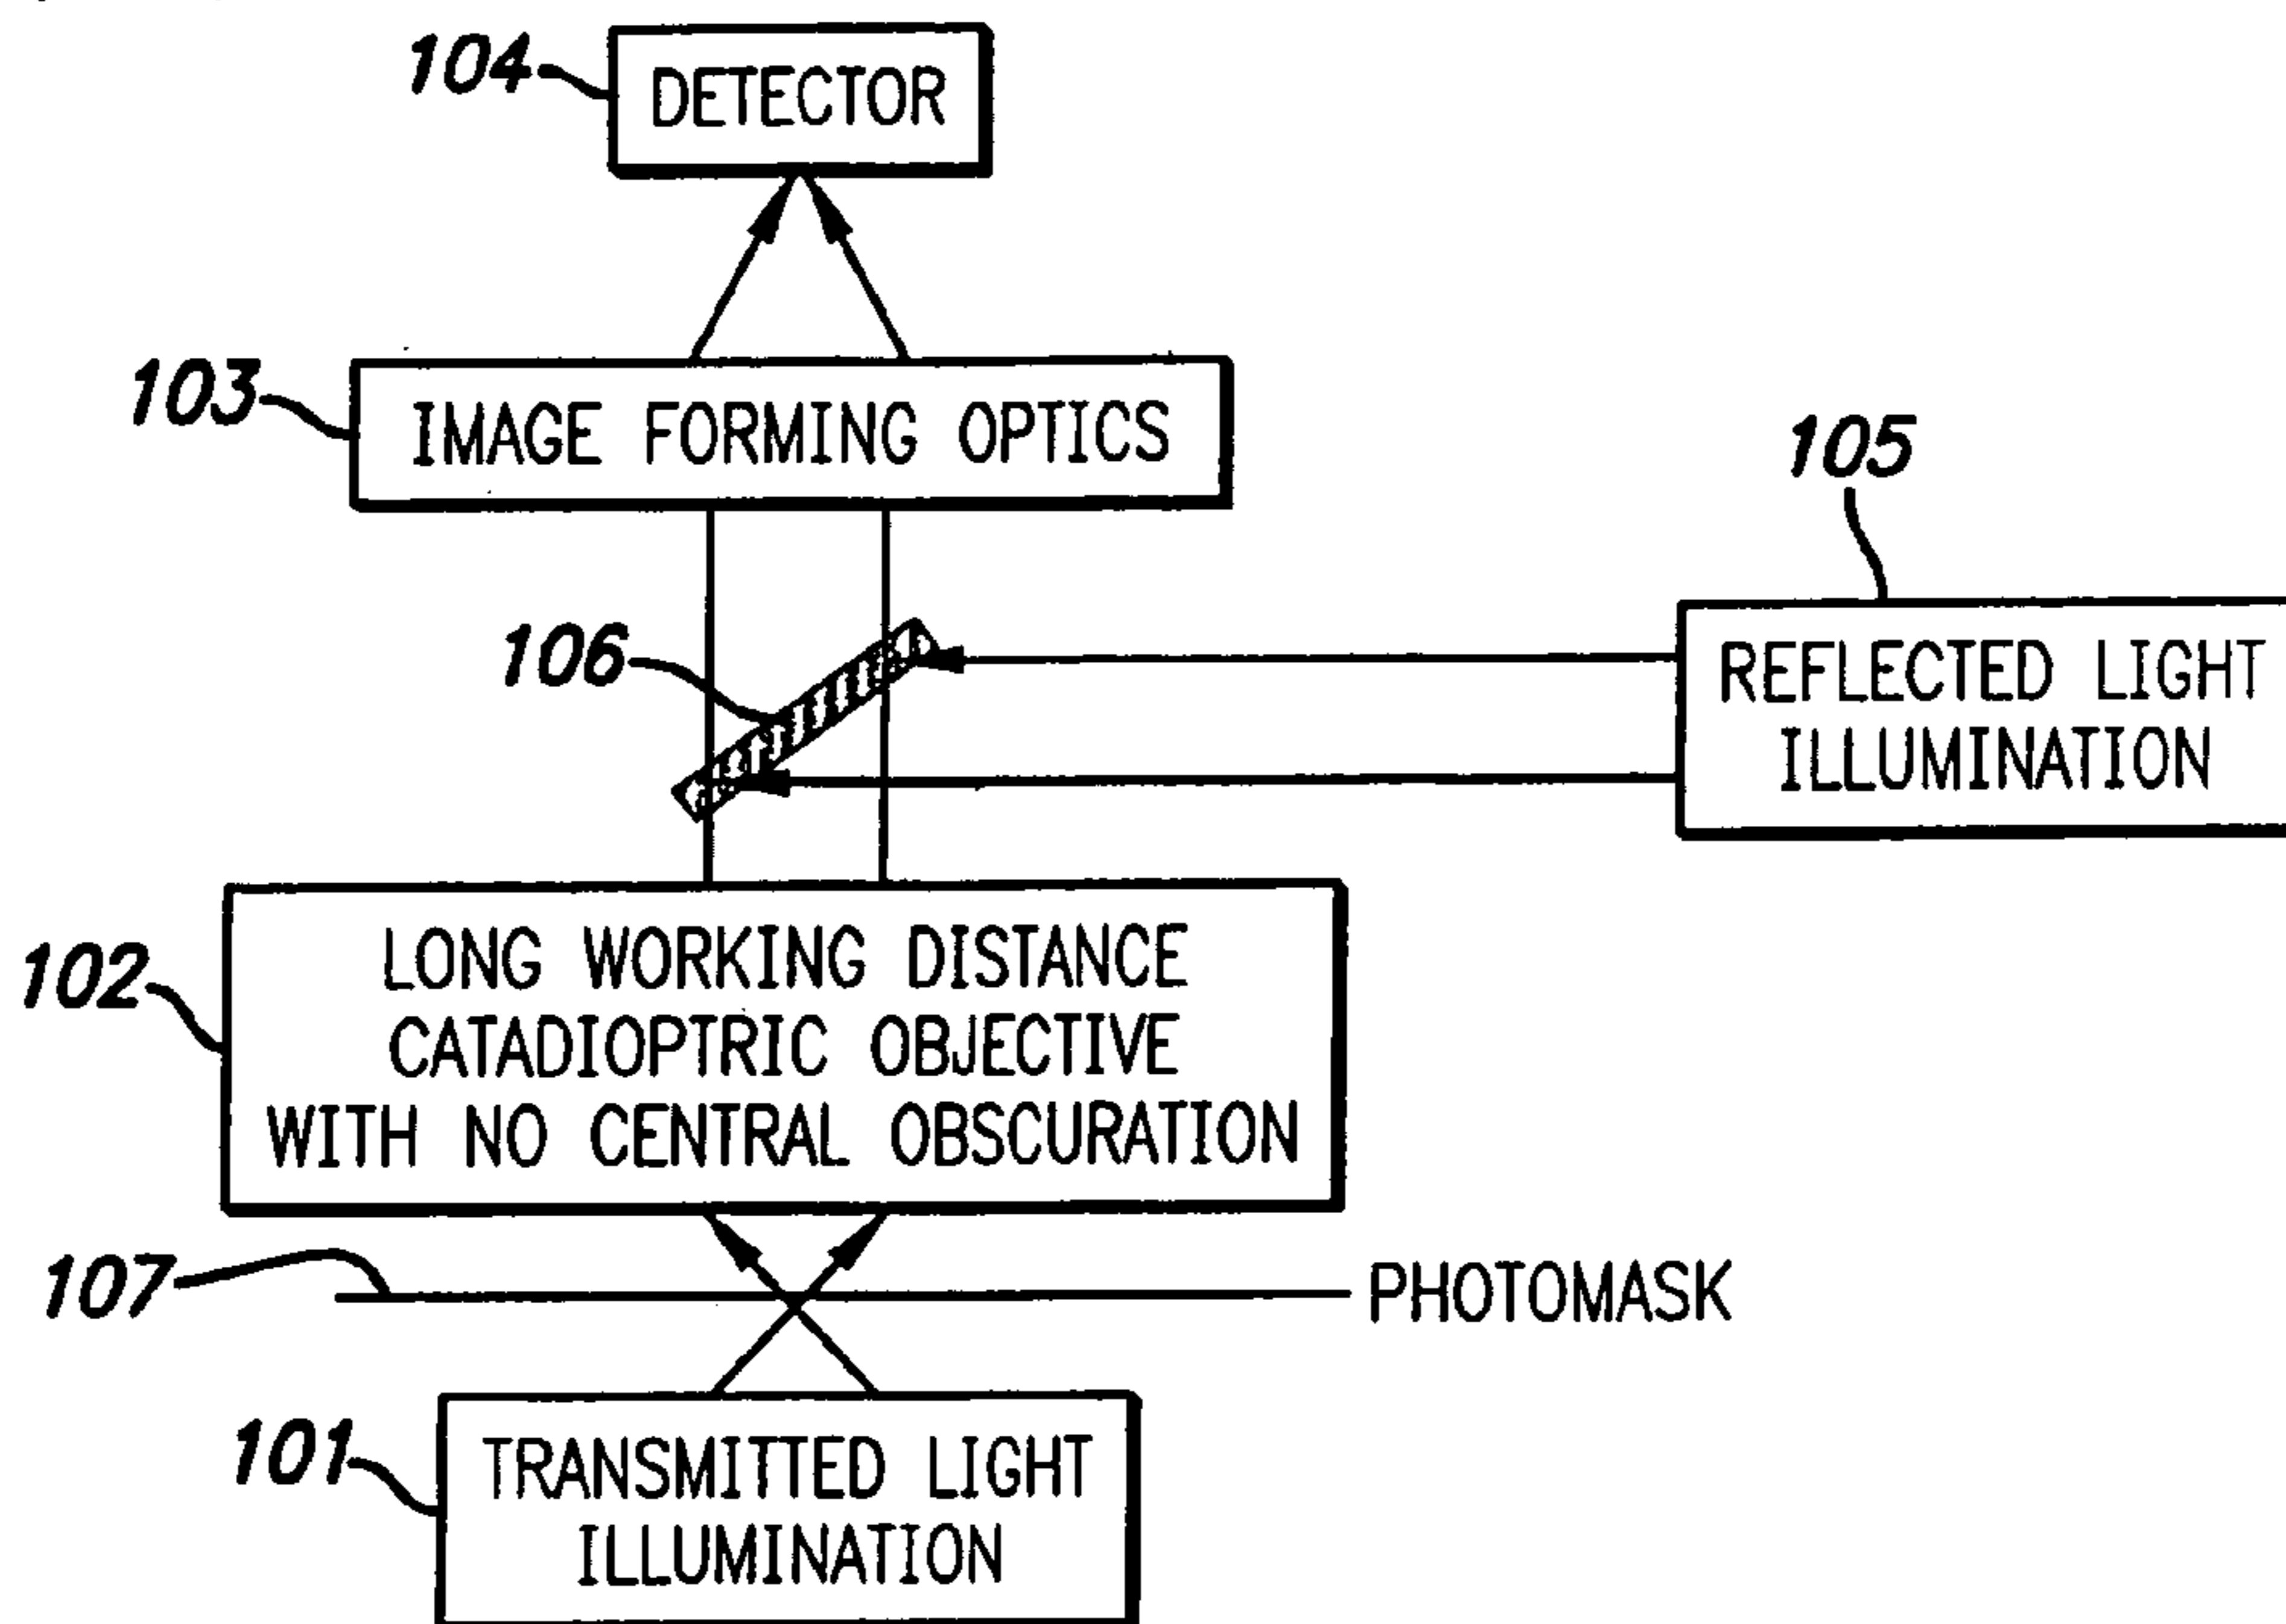 104
DETECTOR
103
IMAGE FORMING OPTICS
105
106
REFLECTED LIGHT
ILLUMINATION
102
LONG WORKING DISTANCE
CATADIOPTRIC OBJECTIVE
WITH NO CENTRAL OBSCURATION
107
PHOTOMASK
101
TRANSMITTED LIGHT
ILLUMINATION